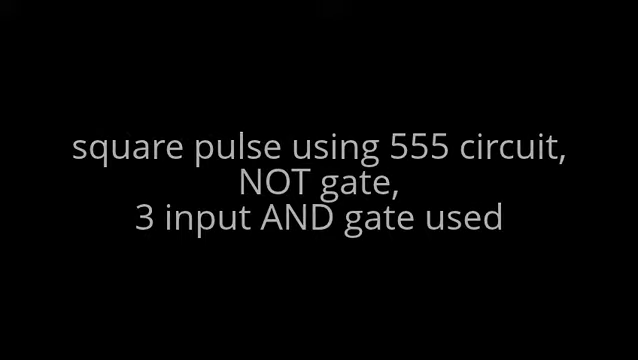 square pulse using 555 circuit,
NOT gate,
3 input AND gate used